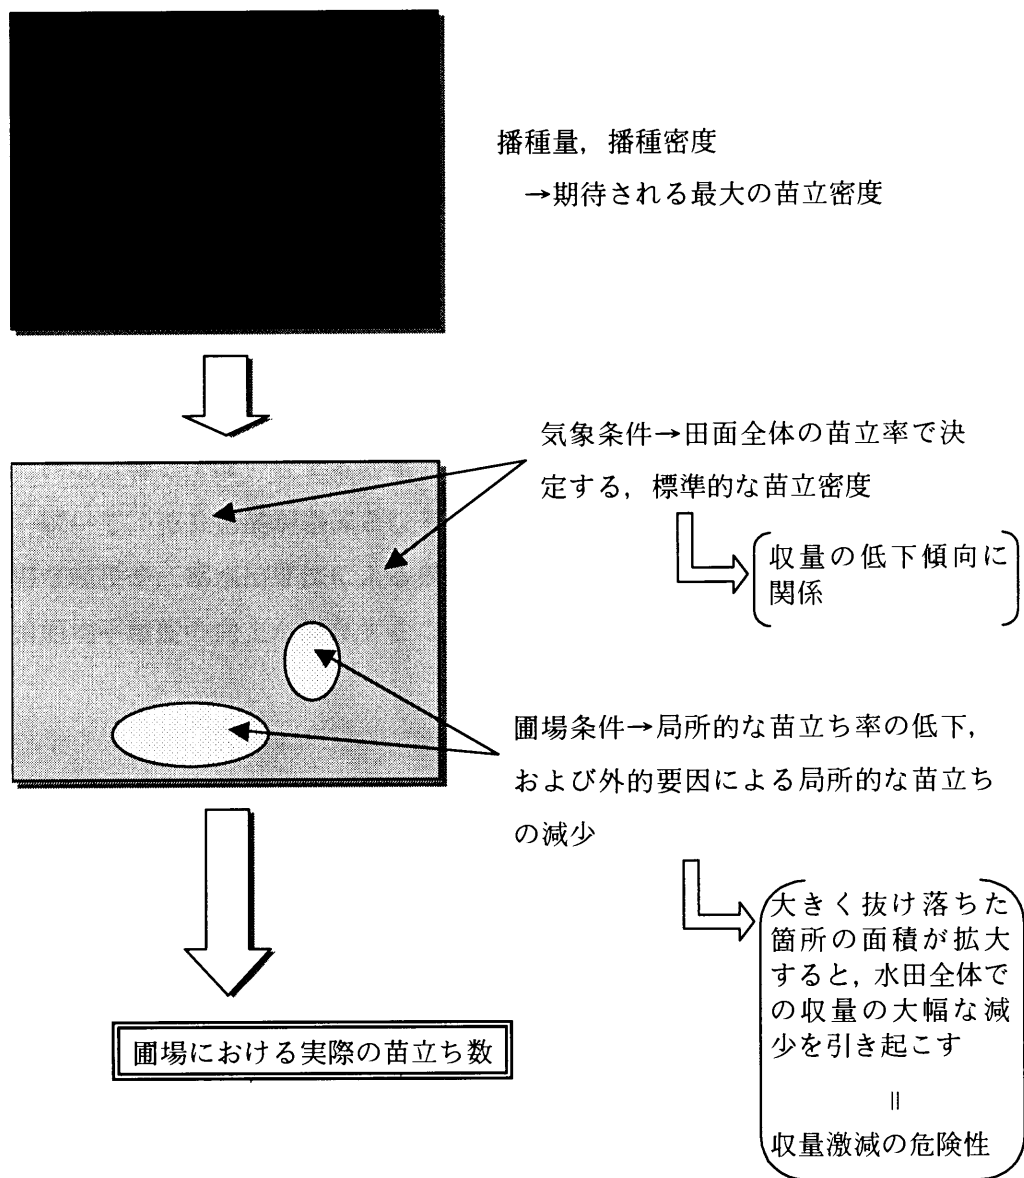 播種量，播種密度
→期待される最大の苗立密度
気象条件→田面全体の苗立率で決
定する，標準的な苗立密度
収量の低下傾向に
関係
圃場条件→局所的な苗立ち率の低下，
および外的要因による局所的な苗立ち
の減少
大きく抜け落ちた
箇所の面積が拡大
すると，水田全体で
の収量の大幅な減
少を引き起こす
＝
収量激減の危険性
圃場における実際の苗立ち数